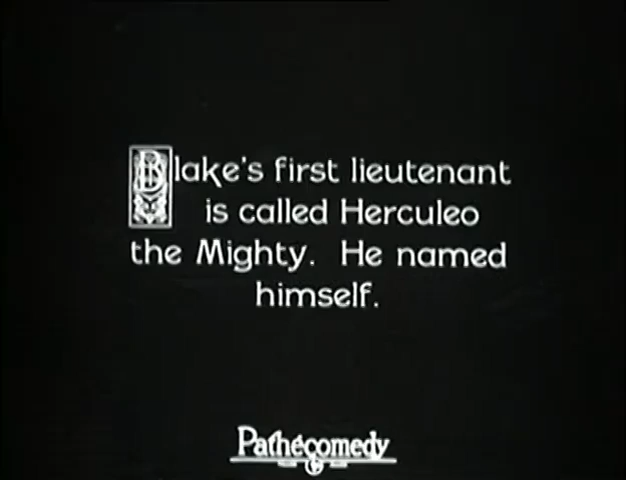 Blake's first lieutenant
is called Herculeo
the Mighty. He named
himself.
Pathécomedy